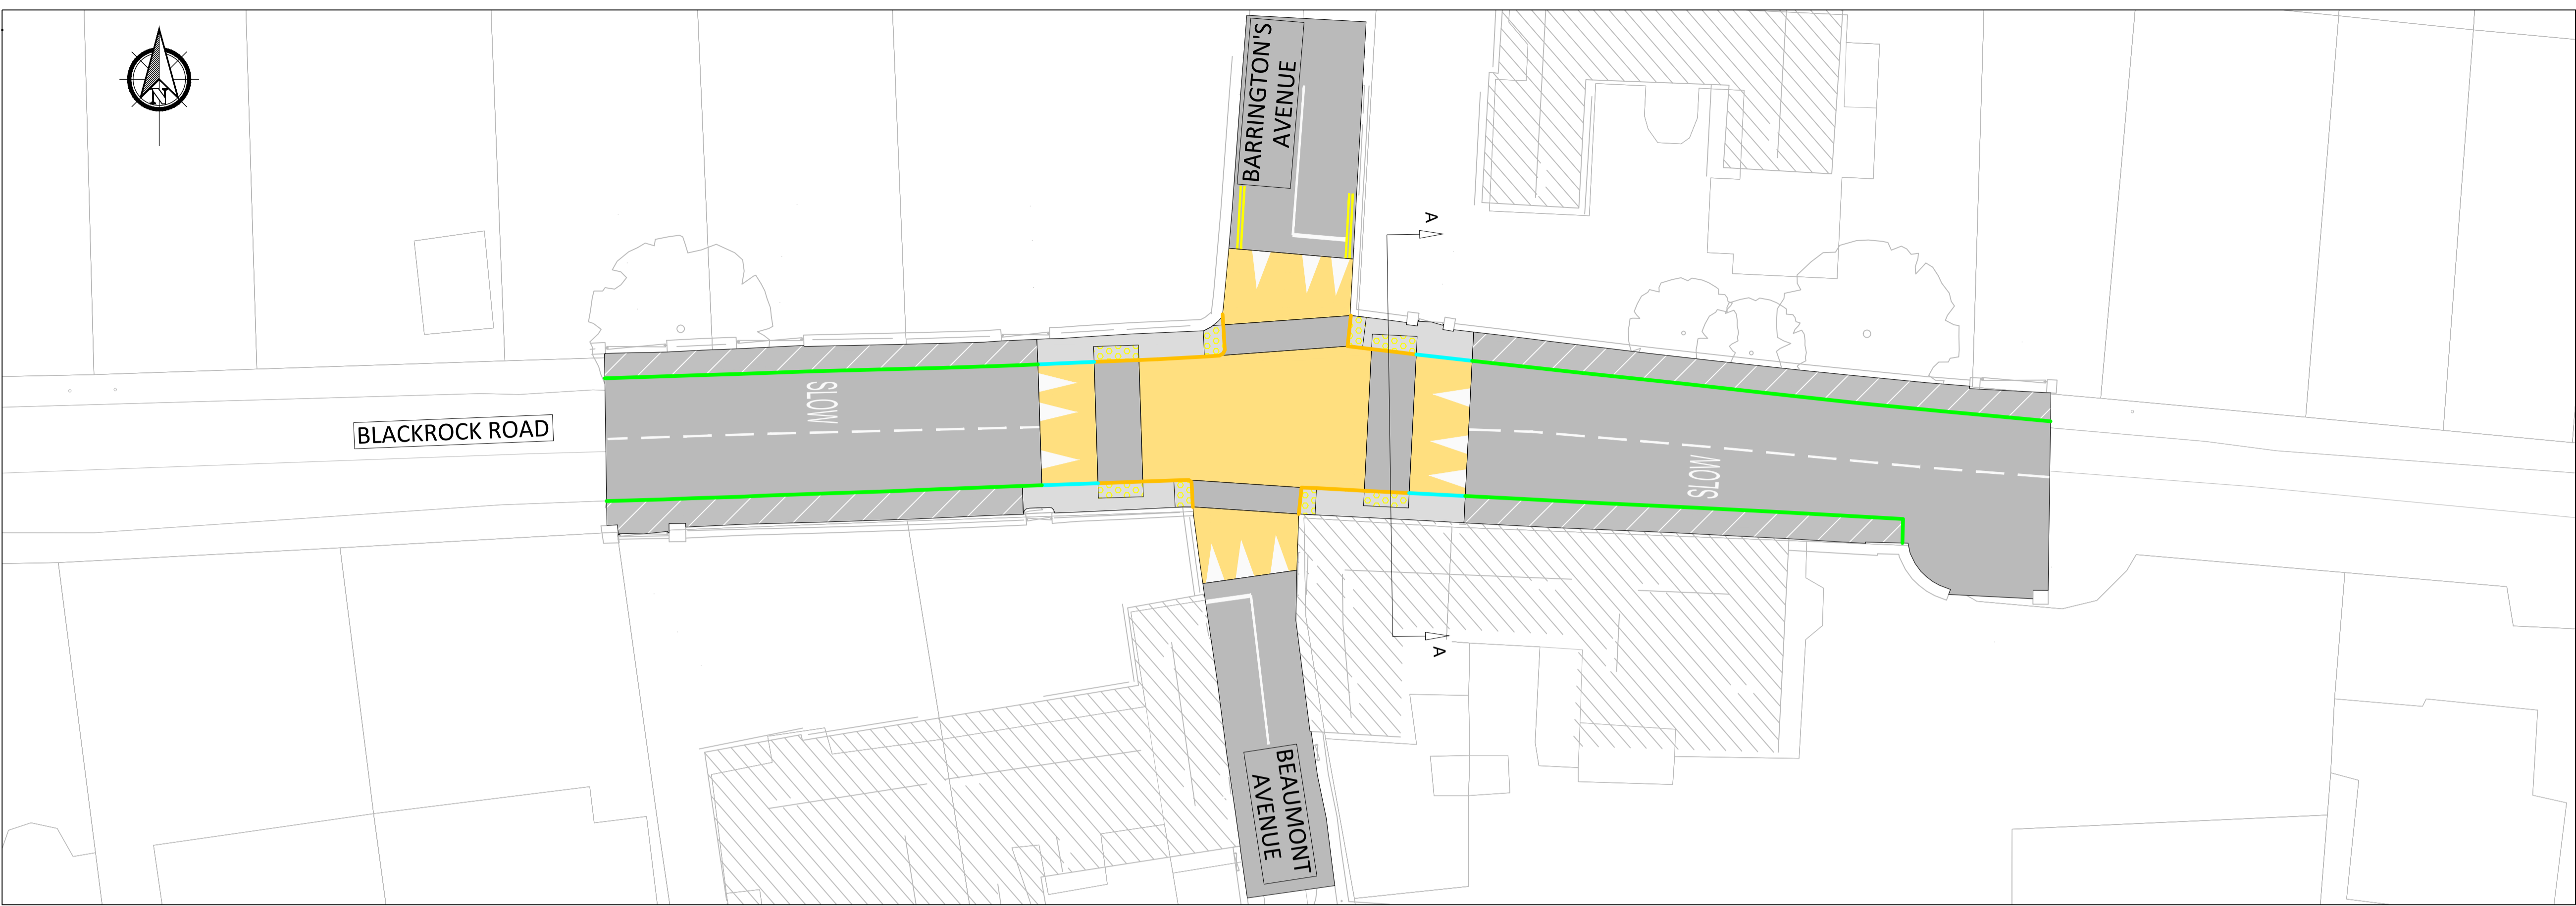 N
BARRINGTON'S
AVENUE
A
SLOW
BLACKROCK ROAD
SLOW
A
BEAUMONT
AVENUE